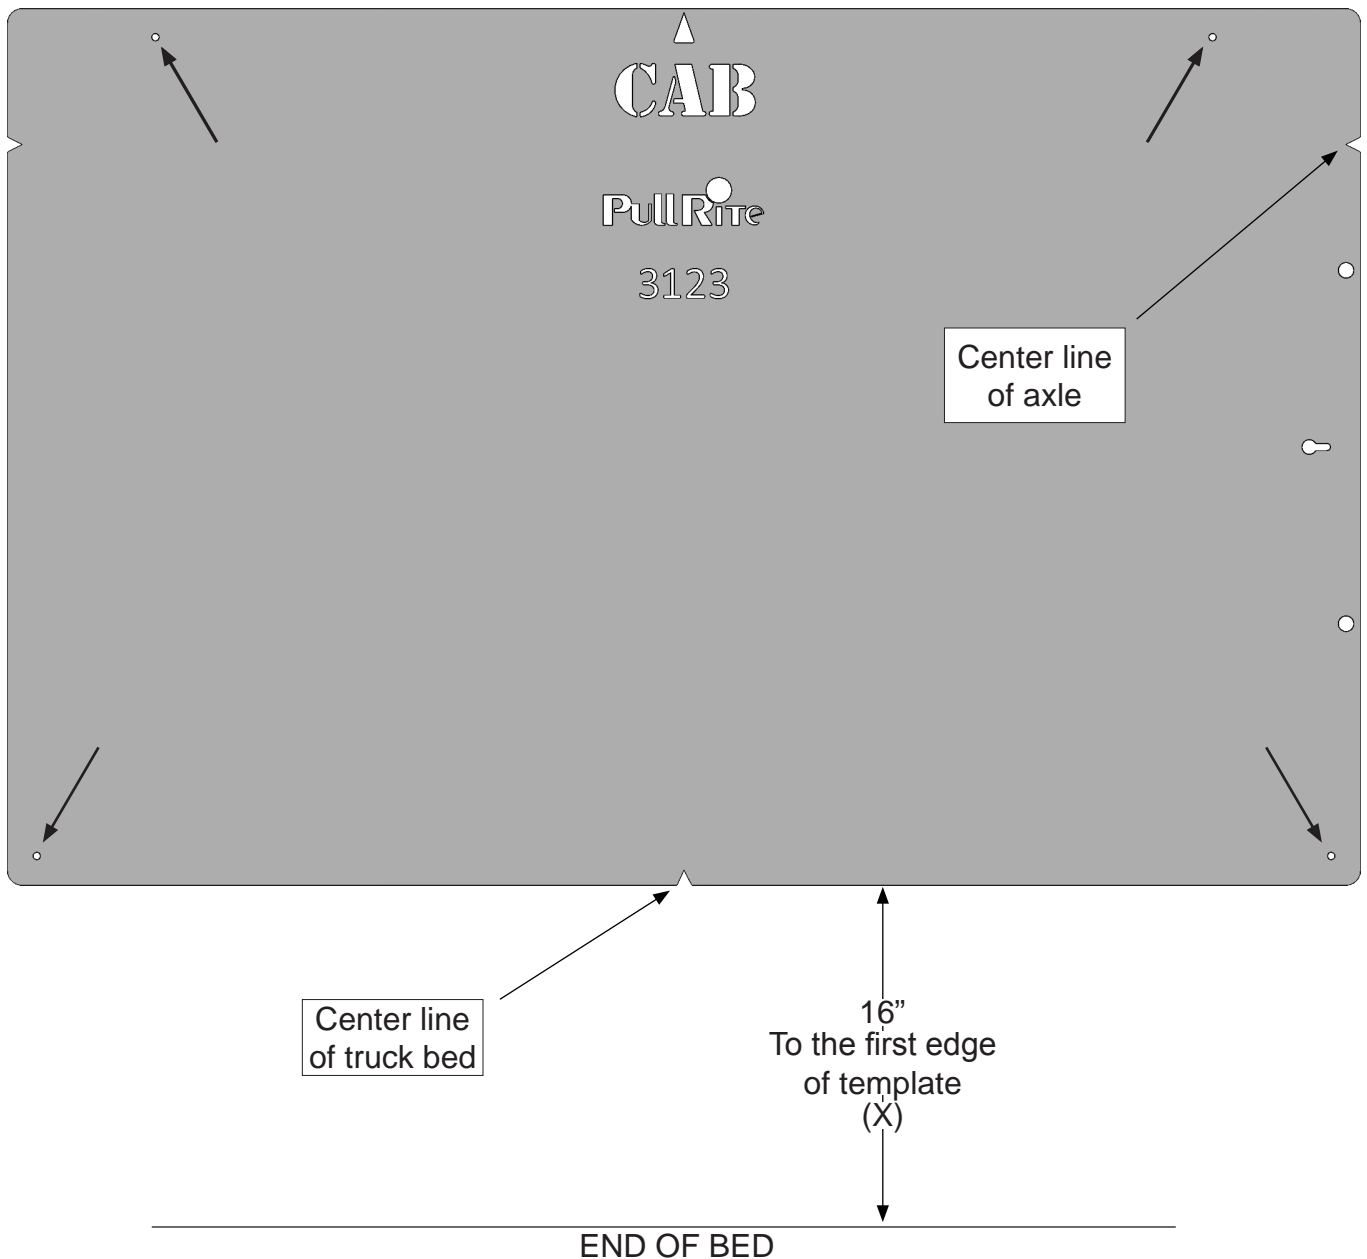 CAB
PullRite
3123
Center line
of axle
Center line
of truck bed
16”
To the first edge
of template
(X)
END OF BED